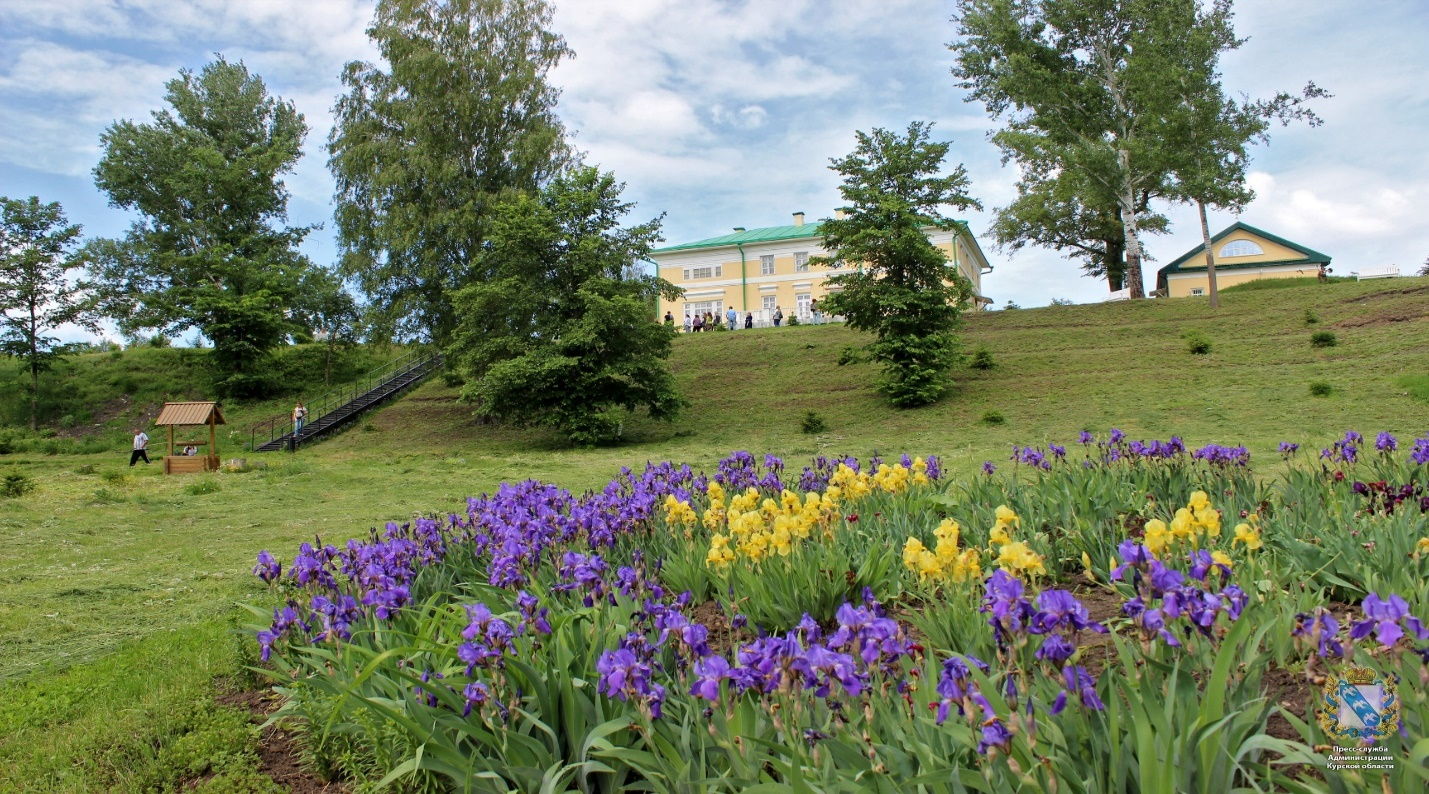 Пресс-служба
Администрации
Курской области